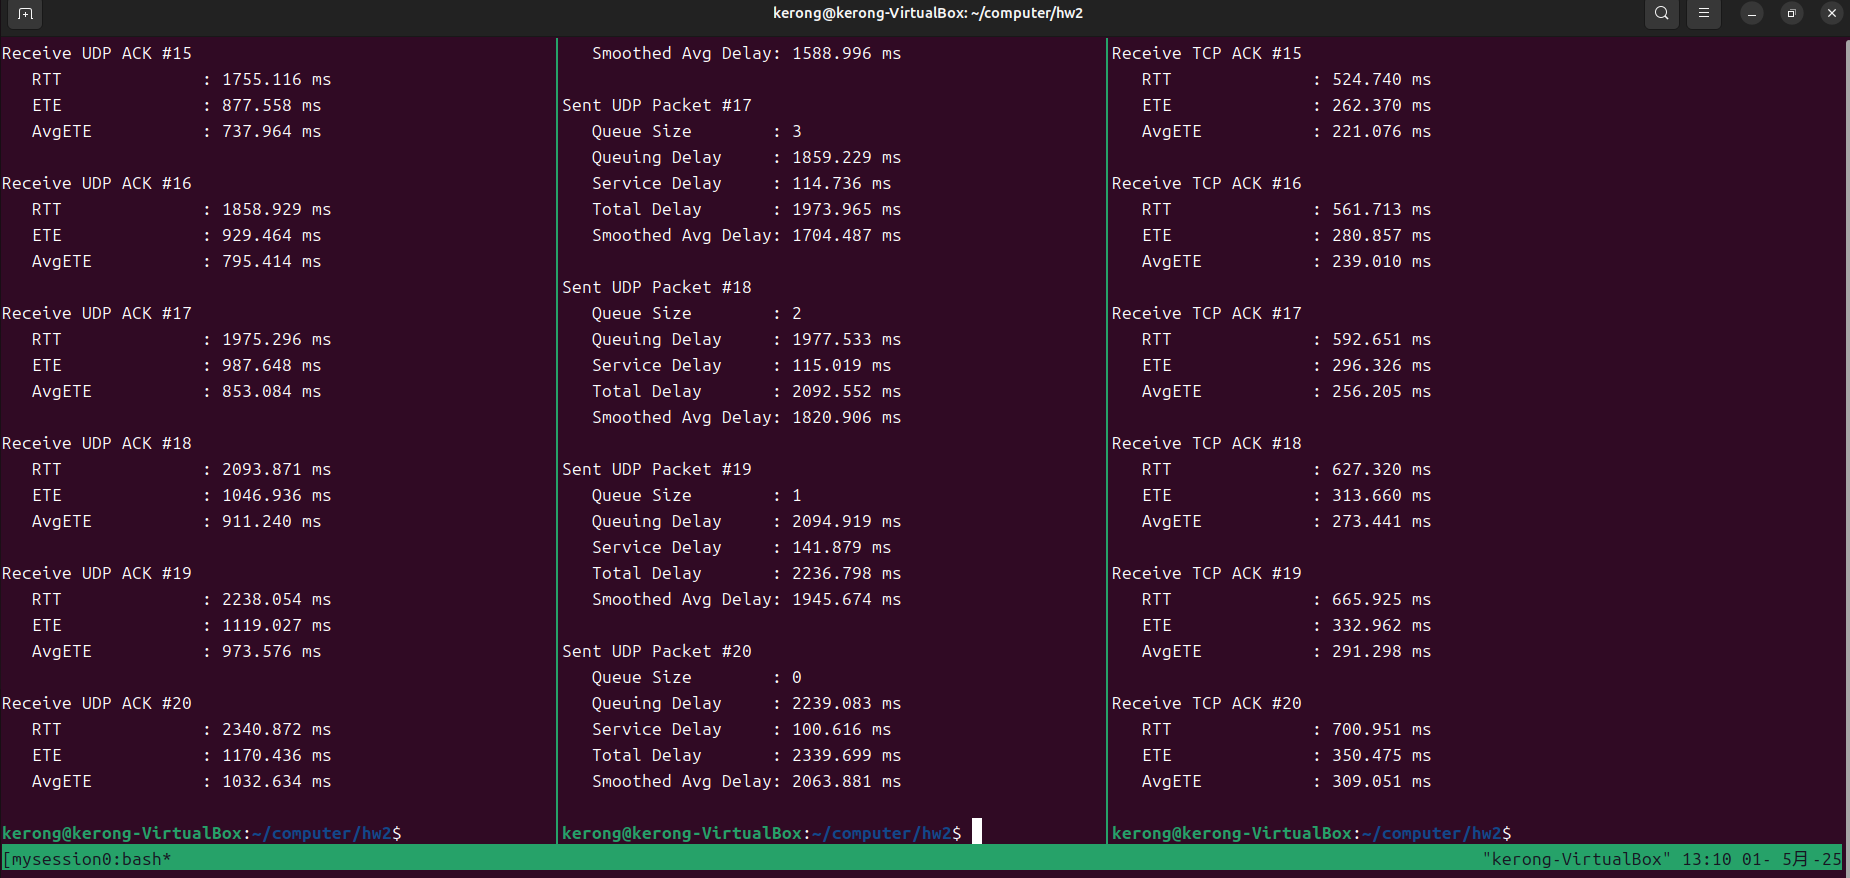 kerong@kerong-VirtualBox: ~/computer/hw2
Receive UDP ACK #15
RTT : 1755.116 ms
ETE : 877.558 ms
AvgETE : 737.964 ms
Receive UDP ACK #16
RTT : 1858.929 ms
ETE : 929.464 ms
AvgETE : 795.414 ms
Receive UDP ACK #17
RTT : 1975.296 ms
ETE : 987.648 ms
AvgETE : 853.084 ms
Receive UDP ACK #18
RTT : 2093.871 ms
ETE : 1046.936 ms
AvgETE : 911.240 ms
Receive UDP ACK #19
RTT : 2238.054 ms
ETE : 1119.027 ms
AvgETE : 973.576 ms
Receive UDP ACK #20
RTT : 2340.872 ms
ETE : 1170.436 ms
AvgETE : 1032.634 ms
kerong@kerong-VirtualBox:~/computer/hw2$
Smoothed Avg Delay: 1588.996 ms
Sent UDP Packet #17
Queue Size : 3
Queuing Delay : 1859.229 ms
Service Delay : 114.736 ms
Total Delay : 1973.965 ms
Smoothed Avg Delay: 1704.487 ms
Sent UDP Packet #18
Queue Size : 2
Queuing Delay : 1977.533 ms
Service Delay : 115.019 ms
Total Delay : 2092.552 ms
Smoothed Avg Delay: 1820.906 ms
Sent UDP Packet #19
Queue Size : 1
Queuing Delay : 2094.919 ms
Service Delay : 141.879 ms
Total Delay : 2236.798 ms
Smoothed Avg Delay: 1945.674 ms
Sent UDP Packet #20
Queue Size : 0
Queuing Delay : 2239.083 ms
Service Delay : 100.616 ms
Total Delay : 2339.699 ms
Smoothed Avg Delay: 2063.881 ms
kerong@kerong-VirtualBox:~/computer/hw2$
Receive TCP ACK #15
RTT : 524.740 ms
ETE : 262.370 ms
AvgETE : 221.076 ms
Receive TCP ACK #16
RTT : 561.713 ms
ETE : 280.857 ms
AvgETE : 239.010 ms
Receive TCP ACK #17
RTT : 592.651 ms
ETE : 296.326 ms
AvgETE : 256.205 ms
Receive TCP ACK #18
RTT : 627.320 ms
ETE : 313.660 ms
AvgETE : 273.441 ms
Receive TCP ACK #19
RTT : 665.925 ms
ETE : 332.962 ms
AvgETE : 291.298 ms
Receive TCP ACK #20
RTT : 700.951 ms
ETE : 350.475 ms
AvgETE : 309.051 ms
kerong@kerong-VirtualBox:~/computer/hw2$
[mysession0:bash* "kerong-VirtualBox" 13:10 01- 5月-25